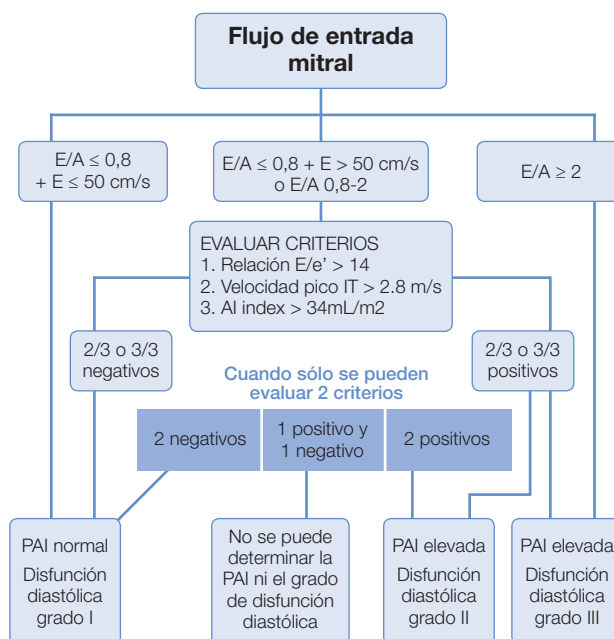 Flujo de entrada
mitral
E/A ≤ 0,8
+ E ≤ 50 cm/s
E/A ≤ 0,8 + E > 50 cm/s
o E/A 0,8-2
E/A ≥ 2
EVALUAR CRITERIOS
1. Relación E/e’ > 14
2. Velocidad pico IT > 2.8 m/s
3. AI index > 34mL/m2
2/3 o 3/3
negativos
2/3 o 3/3
positivos
Cuando sólo se pueden
evaluar 2 criterios
2 negativos
1 positivo y
1 negativo
2 positivos
PAI normal
Disfunción
diastólica
grado I
No se puede
determinar la
PAI ni el grado
de disfunción
diastólica
PAI elevada
Disfunción
diastólica
grado II
PAI elevada
Disfunción
diastólica
grado III